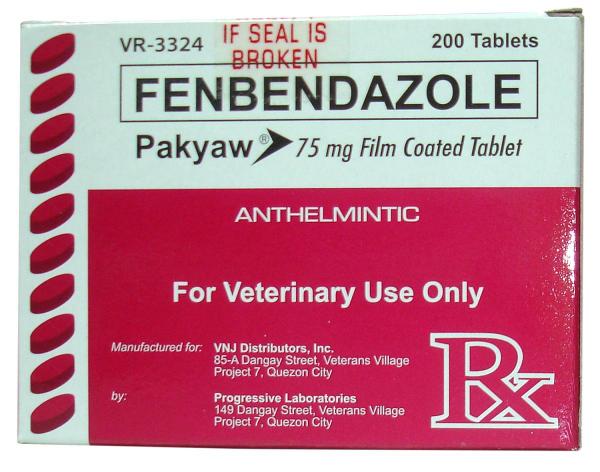 IF SEAL IS
BROKEN
VR-3324
200 Tablets
FENBENDAZOLE
Pakyaw® 75 mg Film Coated Tablet
ANTHELMINTIC
For Veterinary Use Only
Manufactured for: VNJ Distributors, Inc.
85-A Dangay Street, Veterans Village
Project 7, Quezon City
by: Progressive Laboratories
149 Dangay Street, Veterans Village
Project 7, Quezon City
Rx